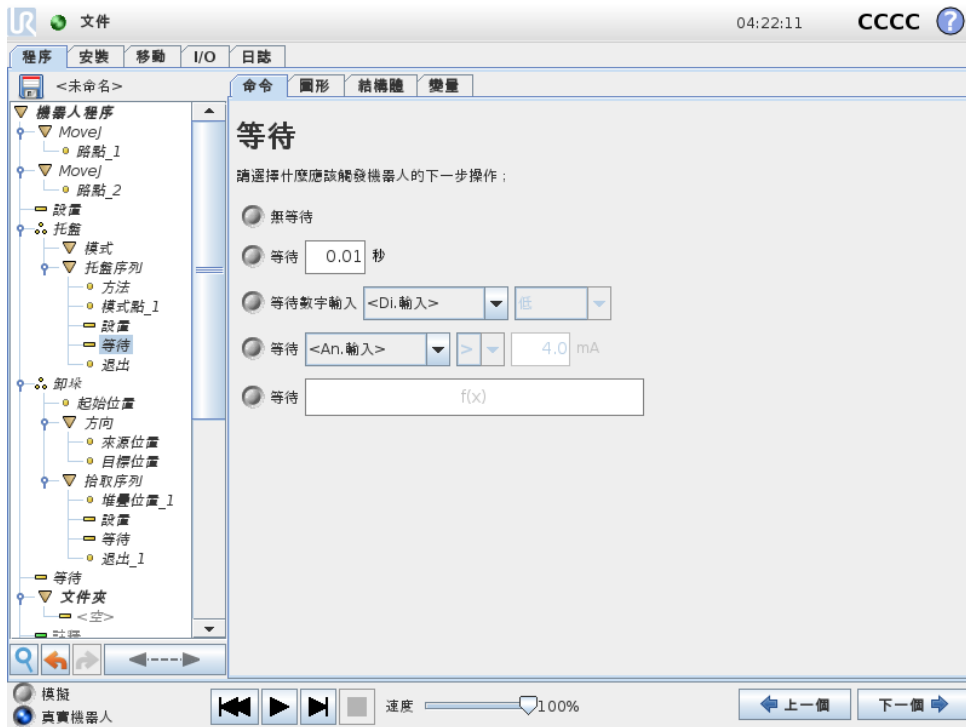 UR 文件 04:22:11 CCCC ?
程序 安裝 移動 I/O 日誌
<未命名> 命令 圖形 結構體 變量
機器人程序
MoveJ
路點_1
MoveJ
路點_2
設置
托盤
模式
托盤序列
方法
模式點_1
設置
等待
退出
卸垛
起始位置
方向
來源位置
目標位置
拾取序列
堆疊位置_1
設置
等待
退出_1
等待
文件夾
<空>
註釋
等待
請選擇什麼應該觸發機器人的下一步操作；
無等待
等待 0.01 秒
等待數字輸入 <Di.輸入> 低
等待 <An.輸入> > 4.0 mA
等待 f(x)
模擬
真實機器人
速度 100%
上一個 下一個